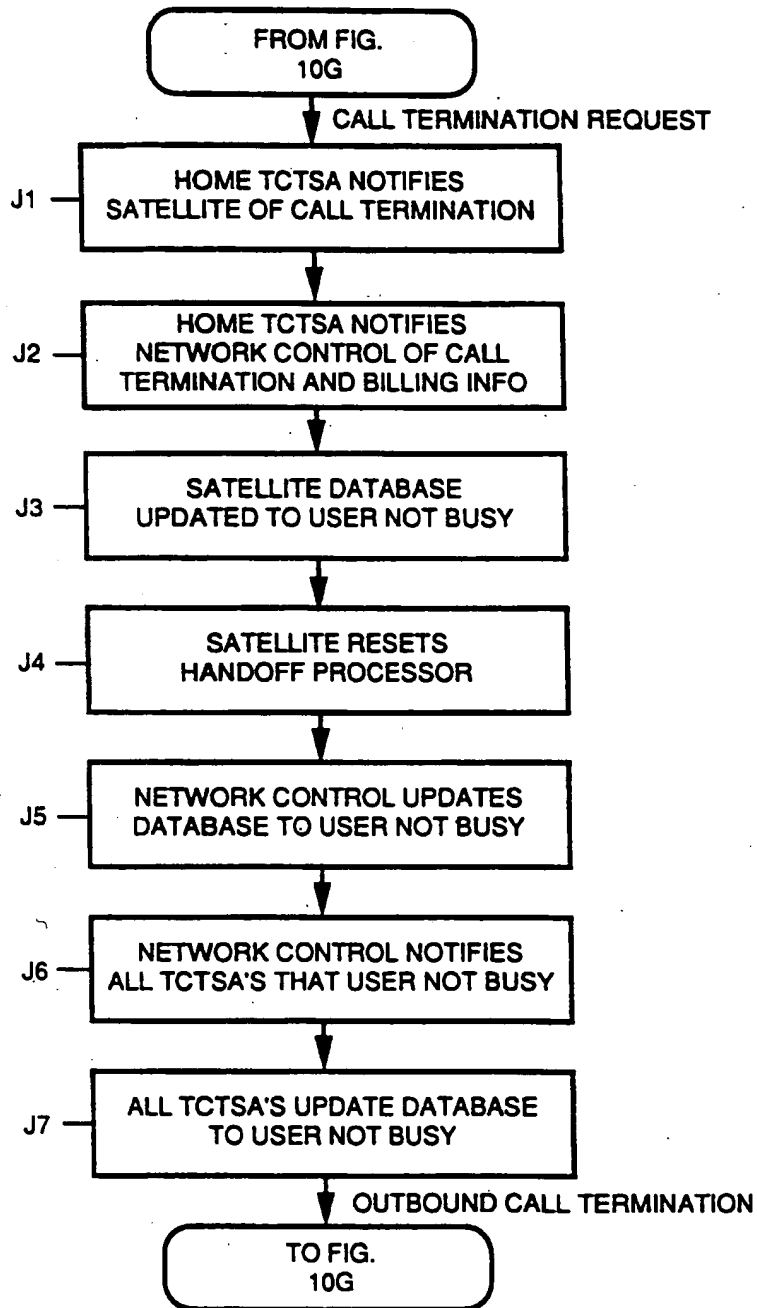 FROM FIG.
10G
CALL TERMINATION REQUEST
J1
HOME TCTSA NOTIFIES
SATELLITE OF CALL TERMINATION
J2
HOME TCTSA NOTIFIES
NETWORK CONTROL OF CALL
TERMINATION AND BILLING INFO
J3
SATELLITE DATABASE
UPDATED TO USER NOT BUSY
J4
SATELLITE RESETS
HANDOFF PROCESSOR
J5
NETWORK CONTROL UPDATES
DATABASE TO USER NOT BUSY
J6
NETWORK CONTROL NOTIFIES
ALL TCTSA'S THAT USER NOT BUSY
J7
ALL TCTSA'S UPDATE DATABASE
TO USER NOT BUSY
OUTBOUND CALL TERMINATION
TO FIG.
10G